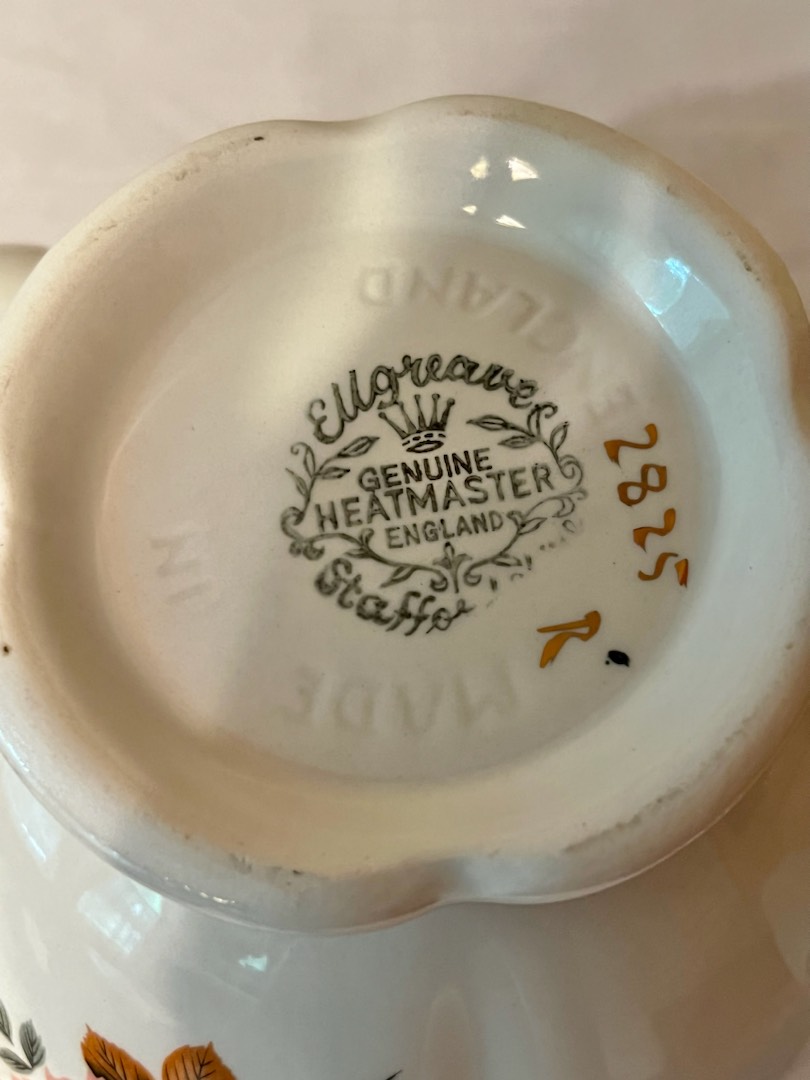 Ellgreave
GENUINE
HEATMASTER
ENGLAND
2825
R
MADE
IN
ENGLAND